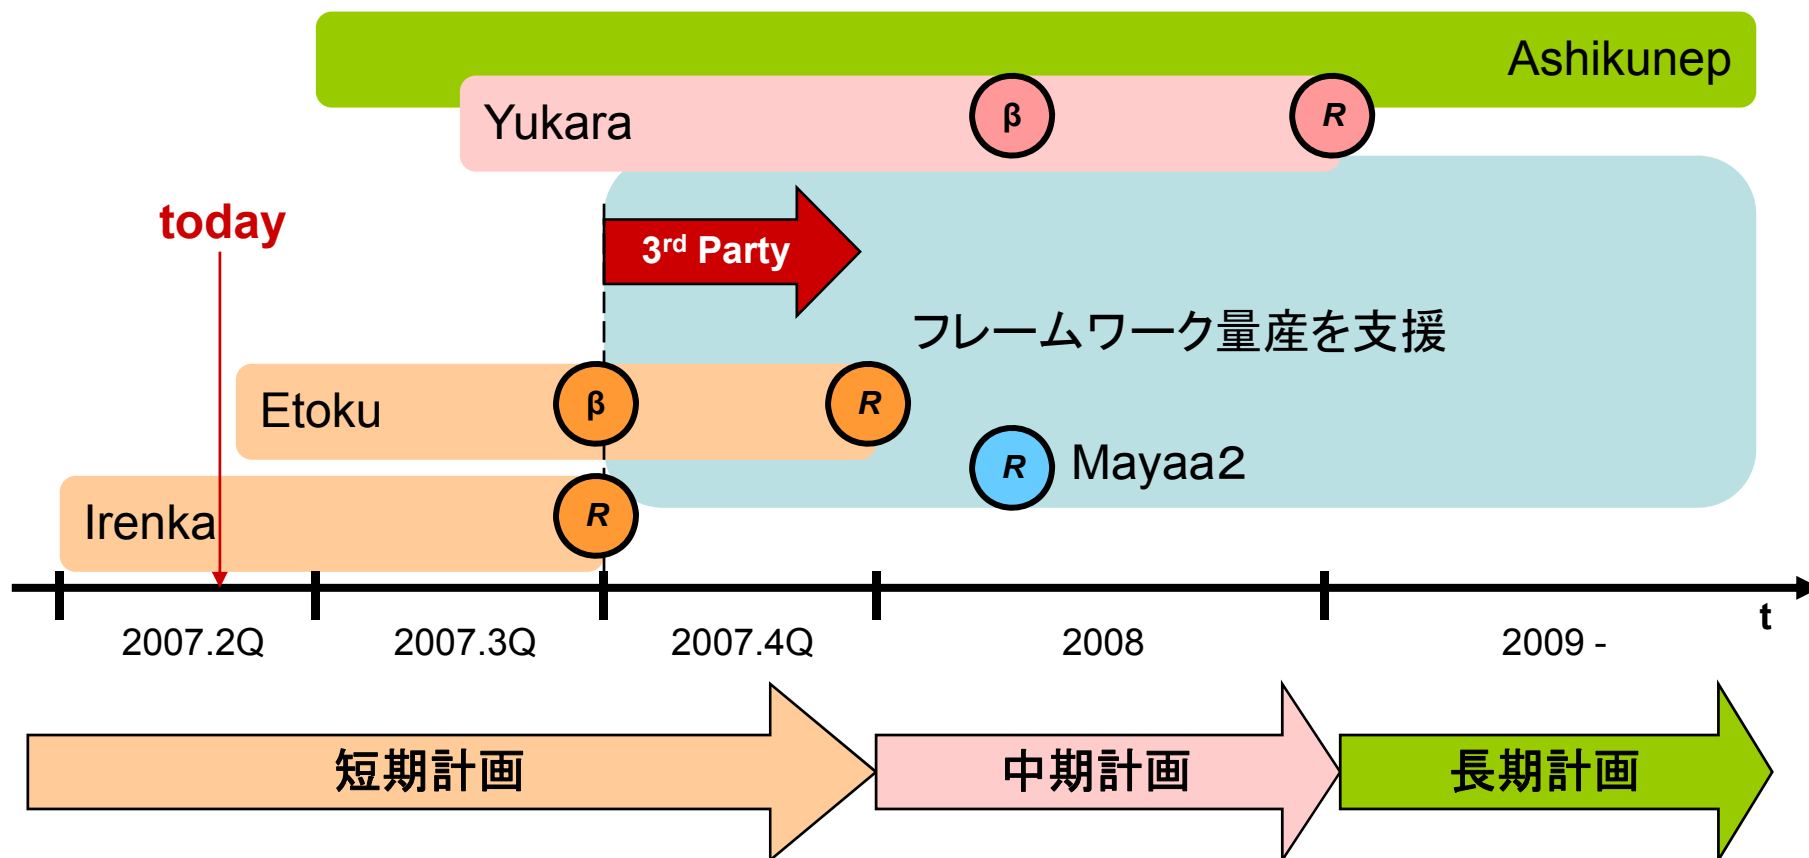 Ashikunep
Yukara
β
R
today
3rd Party
フレームワーク量産を支援
Etoku
β
R
R
Mayaa2
Irenka
R
t
2007.2Q
2007.3Q
2007.4Q
2008
2009 -
短期計画
中期計画
長期計画